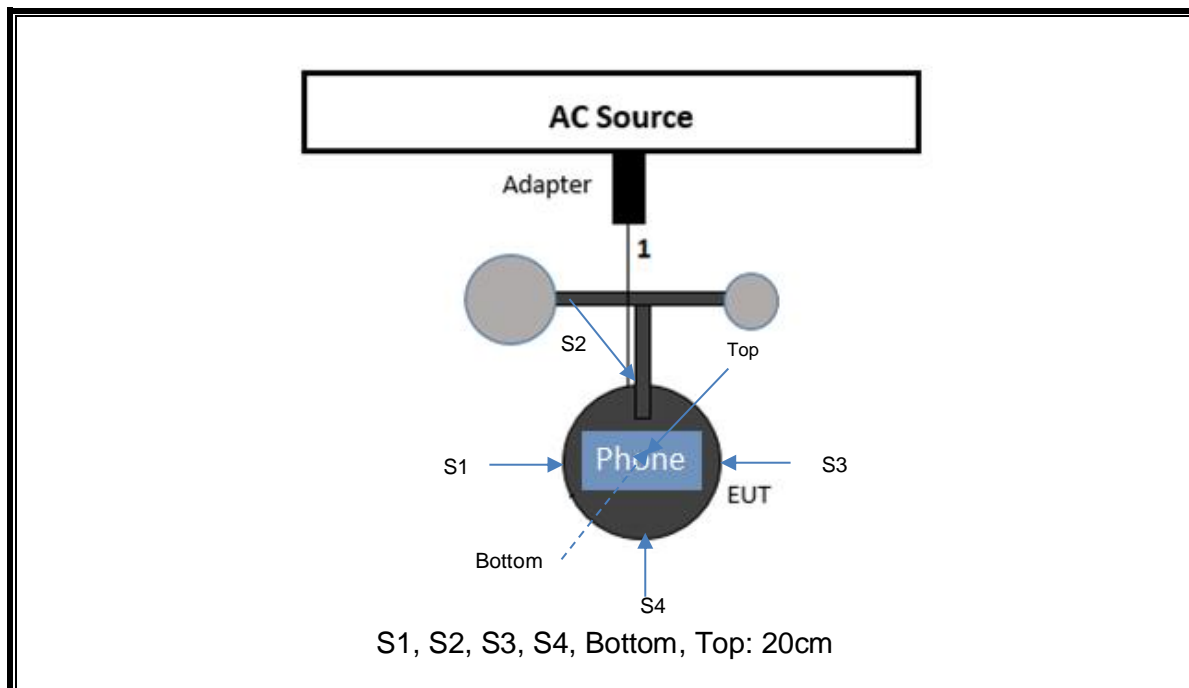 AC Source
Adapter
1
S2
Top
Phone
S1
S3
EUT
Bottom
S4
S1, S2, S3, S4, Bottom, Top: 20cm